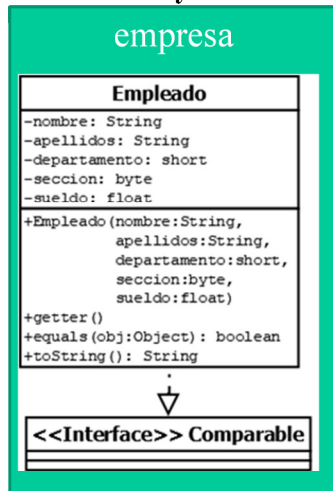 empresa
Empleado
-nombre: String
-apellidos: String
-departamento: short
-seccion: byte
-sueldo: float
+Empleado(nombre:String,
apellidos:String,
departamento:short,
seccion:byte,
sueldo:float)
+getter()
+equals(obj:Object): boolean
+toString(): String
<<Interface>> Comparable